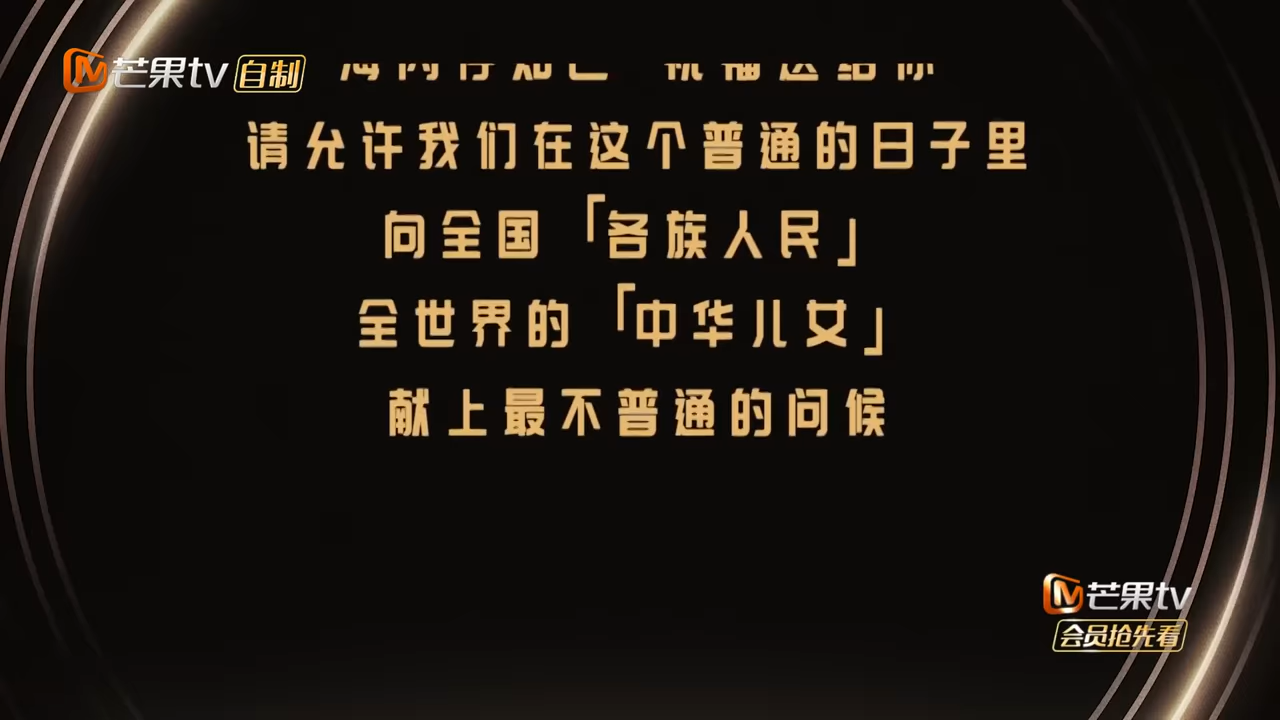 芒果tv 自制
请允许我们在这个普通的日子里
向全国「各族人民」
全世界的「中华儿女」
献上最不普通的问候
芒果tv
会员抢先看